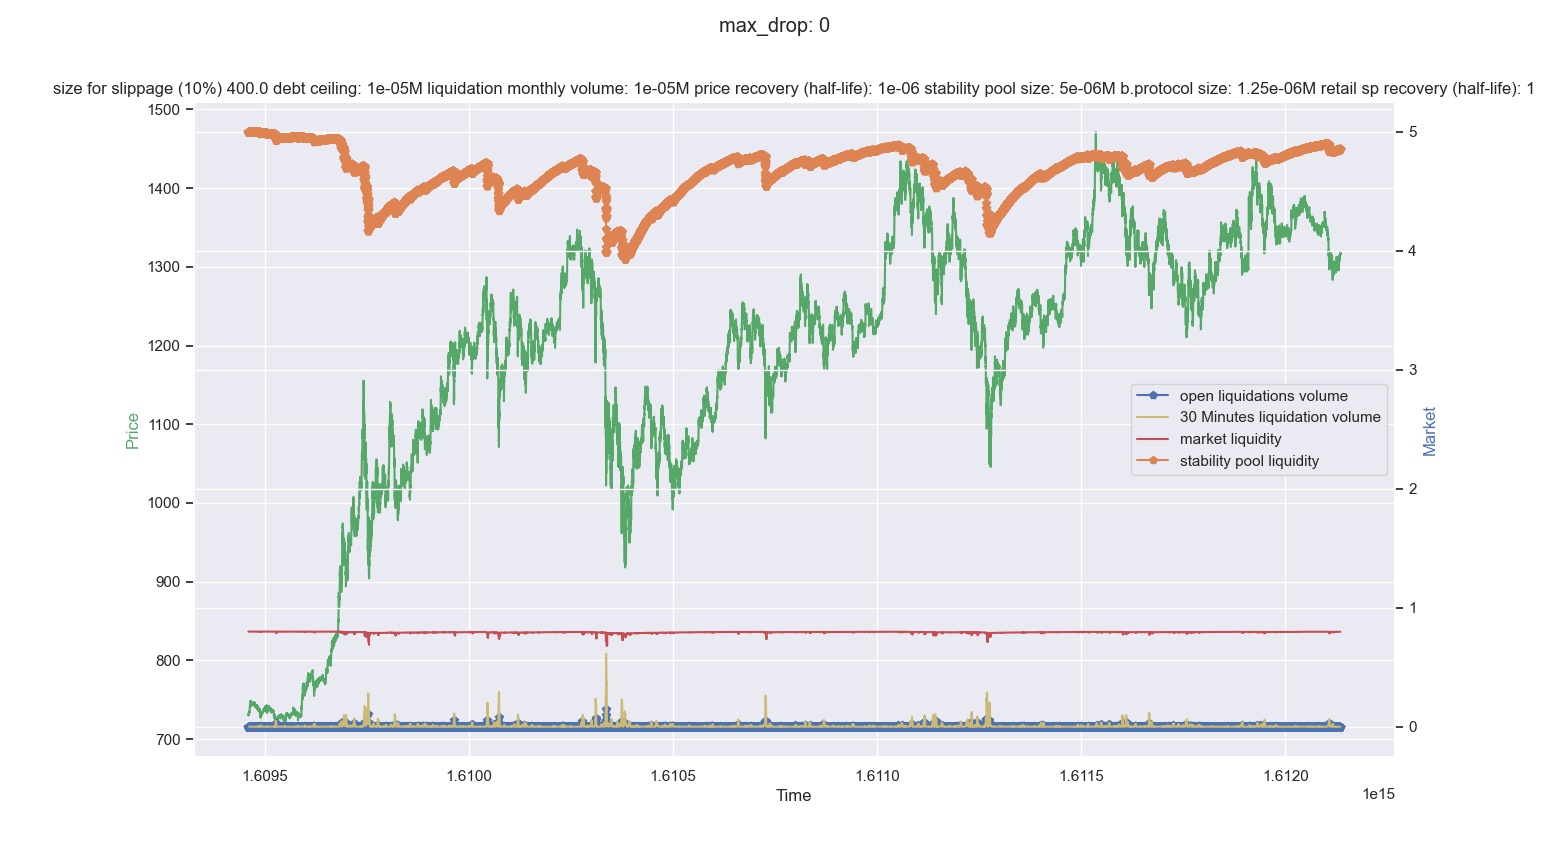 max_drop: 0
size for slippage (10%) 400.0 debt ceiling: 1e-05M liquidation monthly volume: 1e-05M price recovery (half-life): 1e-06 stability pool size: 5e-06M b.protocol size: 1.25e-06M retail sp recovery (half-life): 1
1500
1400
1300
1200
1100
1000
900
800
700
Price
5
4
3
2
1
0
Market
open liquidations volume
30 Minutes liquidation volume
market liquidity
stability pool liquidity
1.6095 1.6100 1.6105 1.6110 1.6115 1.6120
Time
1e15